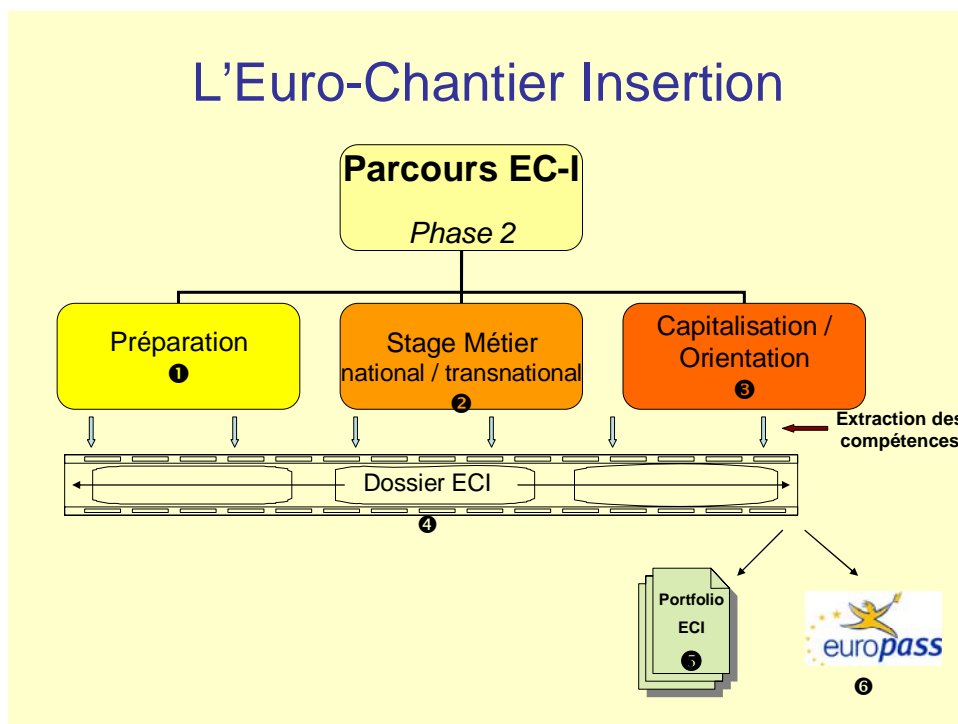 L'Euro-Chantier Insertion
Parcours EC-I
Phase 2
Préparation
❶
Stage Métier
national / transnational
❷
Capitalisation /
Orientation
❸
Extraction des
compétences
Dossier ECI
❹
Portfolio
ECI
❺
europass
❻